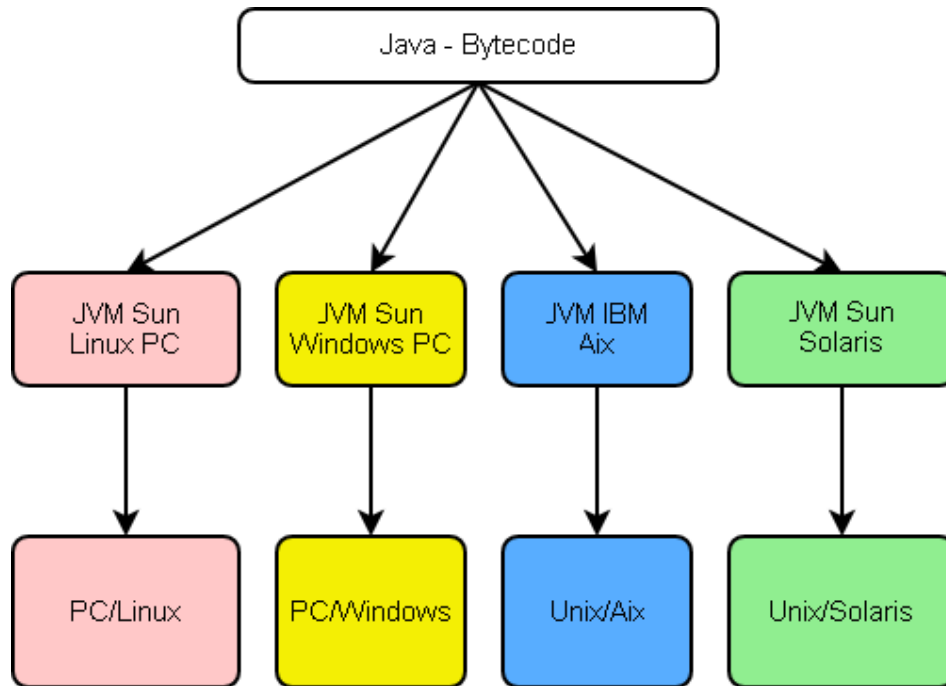 Java - Bytecode
JVM Sun
Linux PC
JVM Sun
Windows PC
JVM IBM
Aix
JVM Sun
Solaris
PC/Linux
PC/Windows
Unix/Aix
Unix/Solaris